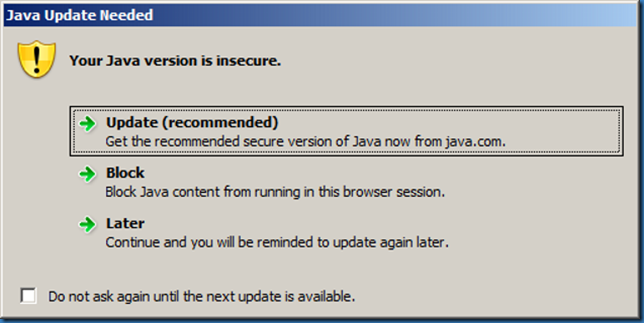 Java Update Needed
Your Java version is insecure.
Update (recommended)
Get the recommended secure version of Java now from java.com.
Block
Block Java content from running in this browser session.
Later
Continue and you will be reminded to update again later.
Do not ask again until the next update is available.